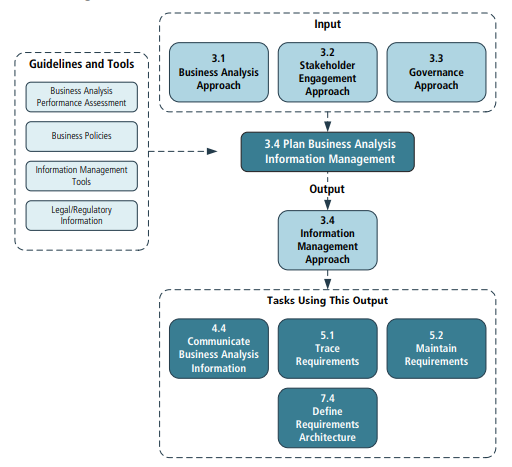 Input
3.1
Business Analysis
Approach
3.2
Stakeholder
Engagement
Approach
3.3
Governance
Approach
Guidelines and Tools
Business Analysis
Performance Assessment
Business Policies
Information Management
Tools
Legal/Regulatory
Information
3.4 Plan Business Analysis
Information Management
Output
3.4
Information
Management
Approach
Tasks Using This Output
4.4
Communicate
Business Analysis
Information
5.1
Trace
Requirements
5.2
Maintain
Requirements
7.4
Define
Requirements
Architecture